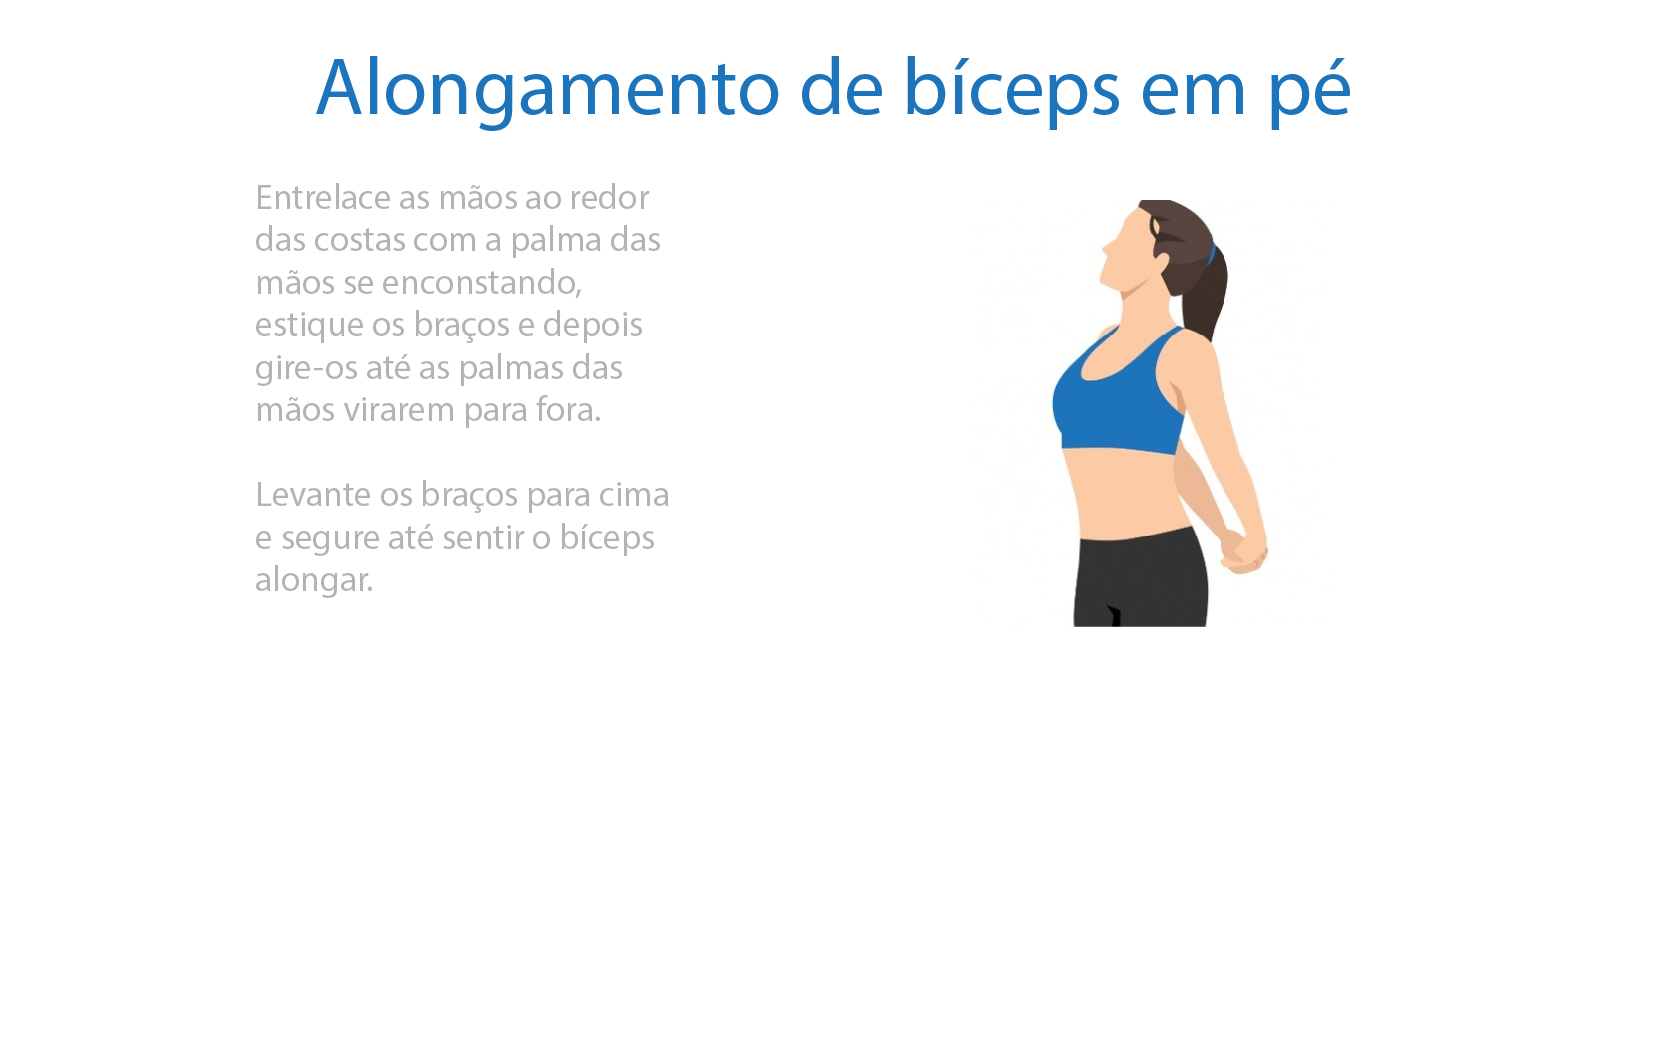 Alongamento de bíceps em pé
Entrelace as mãos ao redor
das costas com a palma das
mãos se enconstando,
estique os braços e depois
gire-os até as palmas das
mãos virarem para fora.
Levante os braços para cima
e segure até sentir o bíceps
alongar.